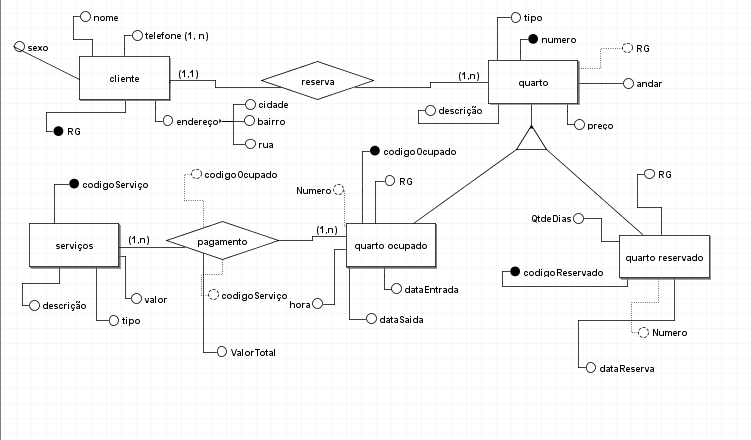 nome
tipo
telefone (1, n)
numero
sexo
RG
cliente
(1,1)
reserva
(1,n)
quarto
andar
cidade
descrição
endereço
bairro
preço
RG
rua
codigoOcupado
codigoOcupado
RG
RG
codigoServiço
Numero
QtdeDias
(1,n)
(1,n)
serviços
pagamento
quarto ocupado
quarto reservado
codigoReservado
dataEntrada
codigoServiço
valor
hora
descrição
tipo
dataSaida
Numero
ValorTotal
dataReserva